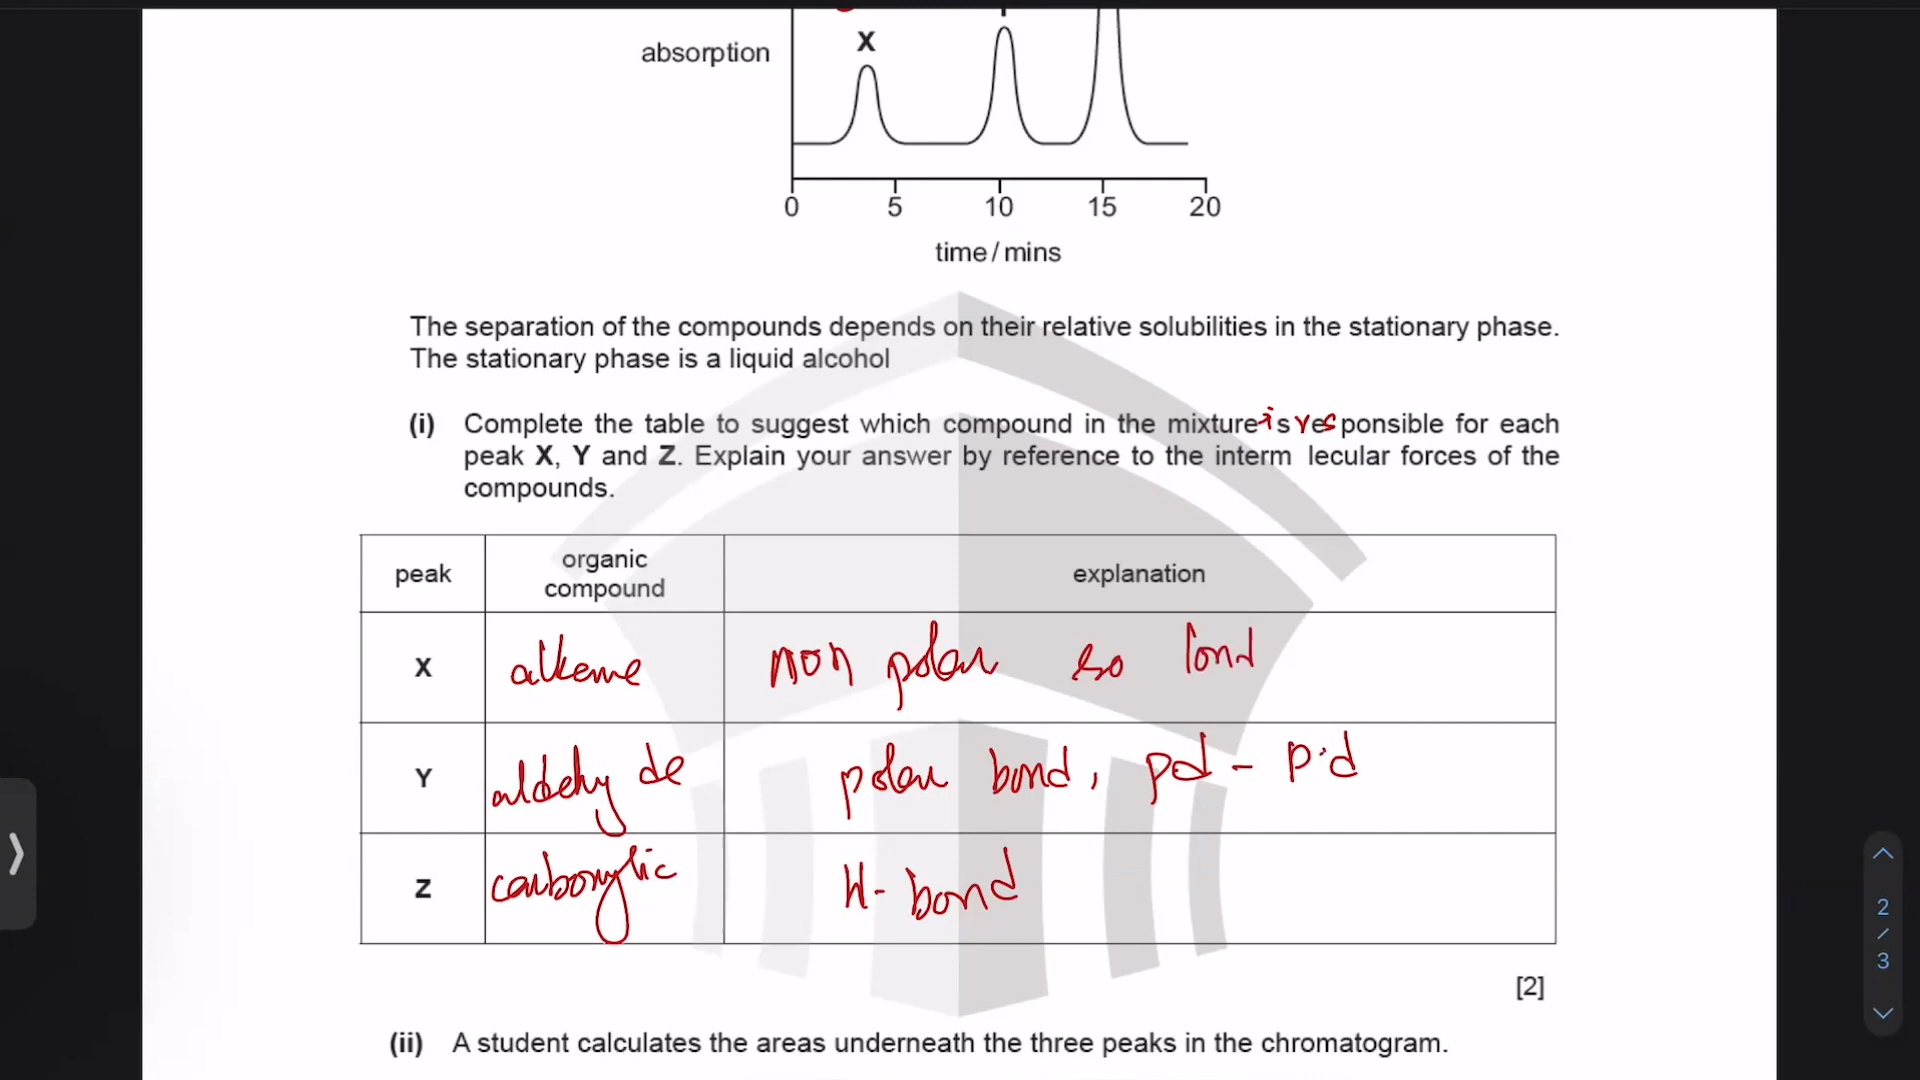 X
absorption
0 5 10 15 20
time / mins
The separation of the compounds depends on their relative solubilities in the stationary phase.
The stationary phase is a liquid alcohol
(i) Complete the table to suggest which compound in the mixture is responsible for each
peak X, Y and Z. Explain your answer by reference to the interm lecular forces of the
compounds.
peak organic compound explanation
X alkene non polar so lond
Y aldehyde polar bond, pd - p.d
Z carboxylic H-bond
[2]
(ii) A student calculates the areas underneath the three peaks in the chromatogram.
2
/
3